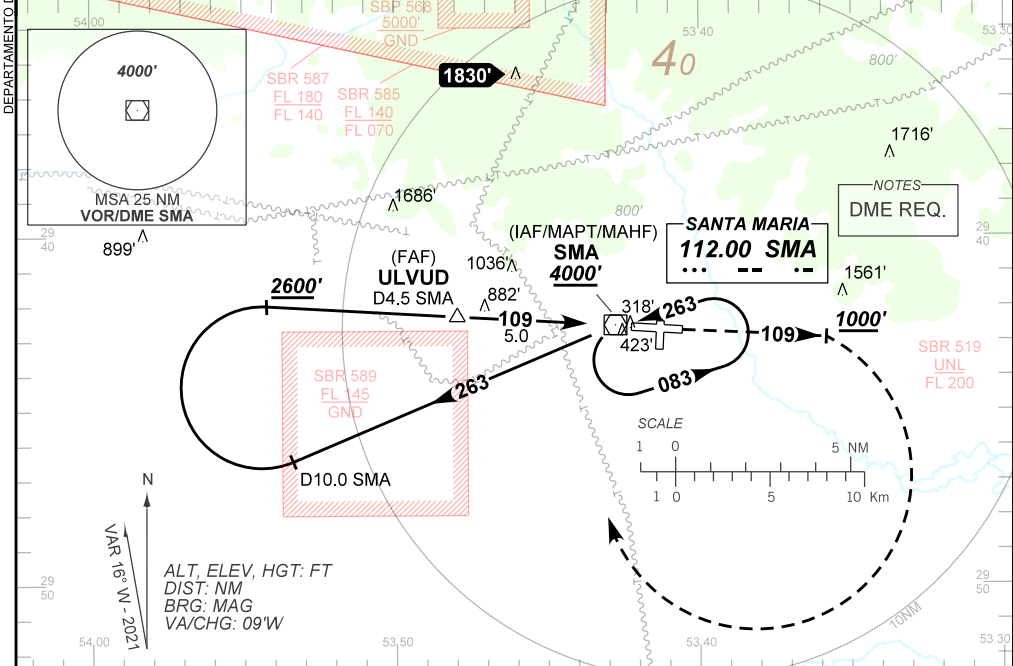 DEPARTAMENTO D
54 00
SBP 568
5000'
GND
53 40
53 30
40
800'
4000'
MSA 25 NM
VOR/DME SMA
SBR 587
FL 180
FL 140
SBR 585
FL 140
FL 070
1830'
1716'
NOTES
DME REQ.
1686'
800'
899'
29
40
29
40
(IAF/MAPT/MAHF)
SMA
4000'
SANTA MARIA
112.00 SMA
(FAF)
ULVUD
D4.5 SMA
1036'
882'
2600'
1561'
109
5.0
318'
423'
263
109
1000'
083
263
SBR 589
FL 145
GND
D10.0 SMA
SBR 519
UNL
FL 200
SCALE
1 0 5 NM
1 0 5 10 Km
N
VAR 16° W - 2021
ALT, ELEV, HGT: FT
DIST: NM
BRG: MAG
VA/CHG: 09'W
29
50
29
50
10NM
54 00
53 50
53 40
53 30